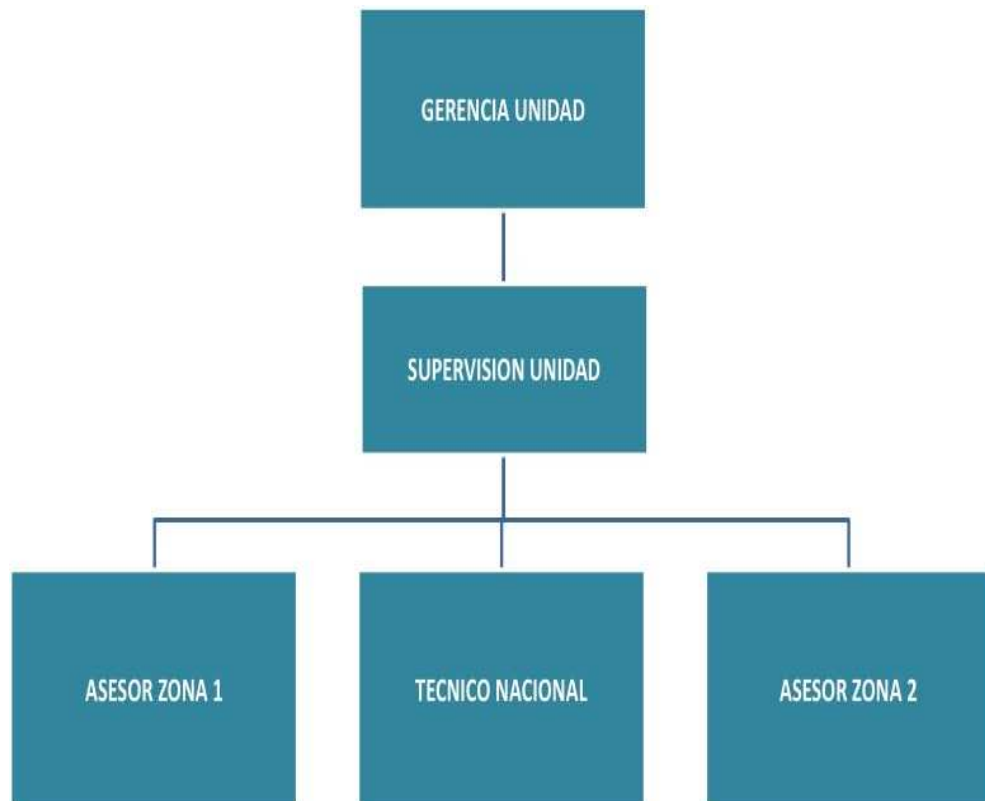 GERENCIA UNIDAD
SUPERVISION UNIDAD
ASESOR ZONA 1
TECNICO NACIONAL
ASESOR ZONA 2